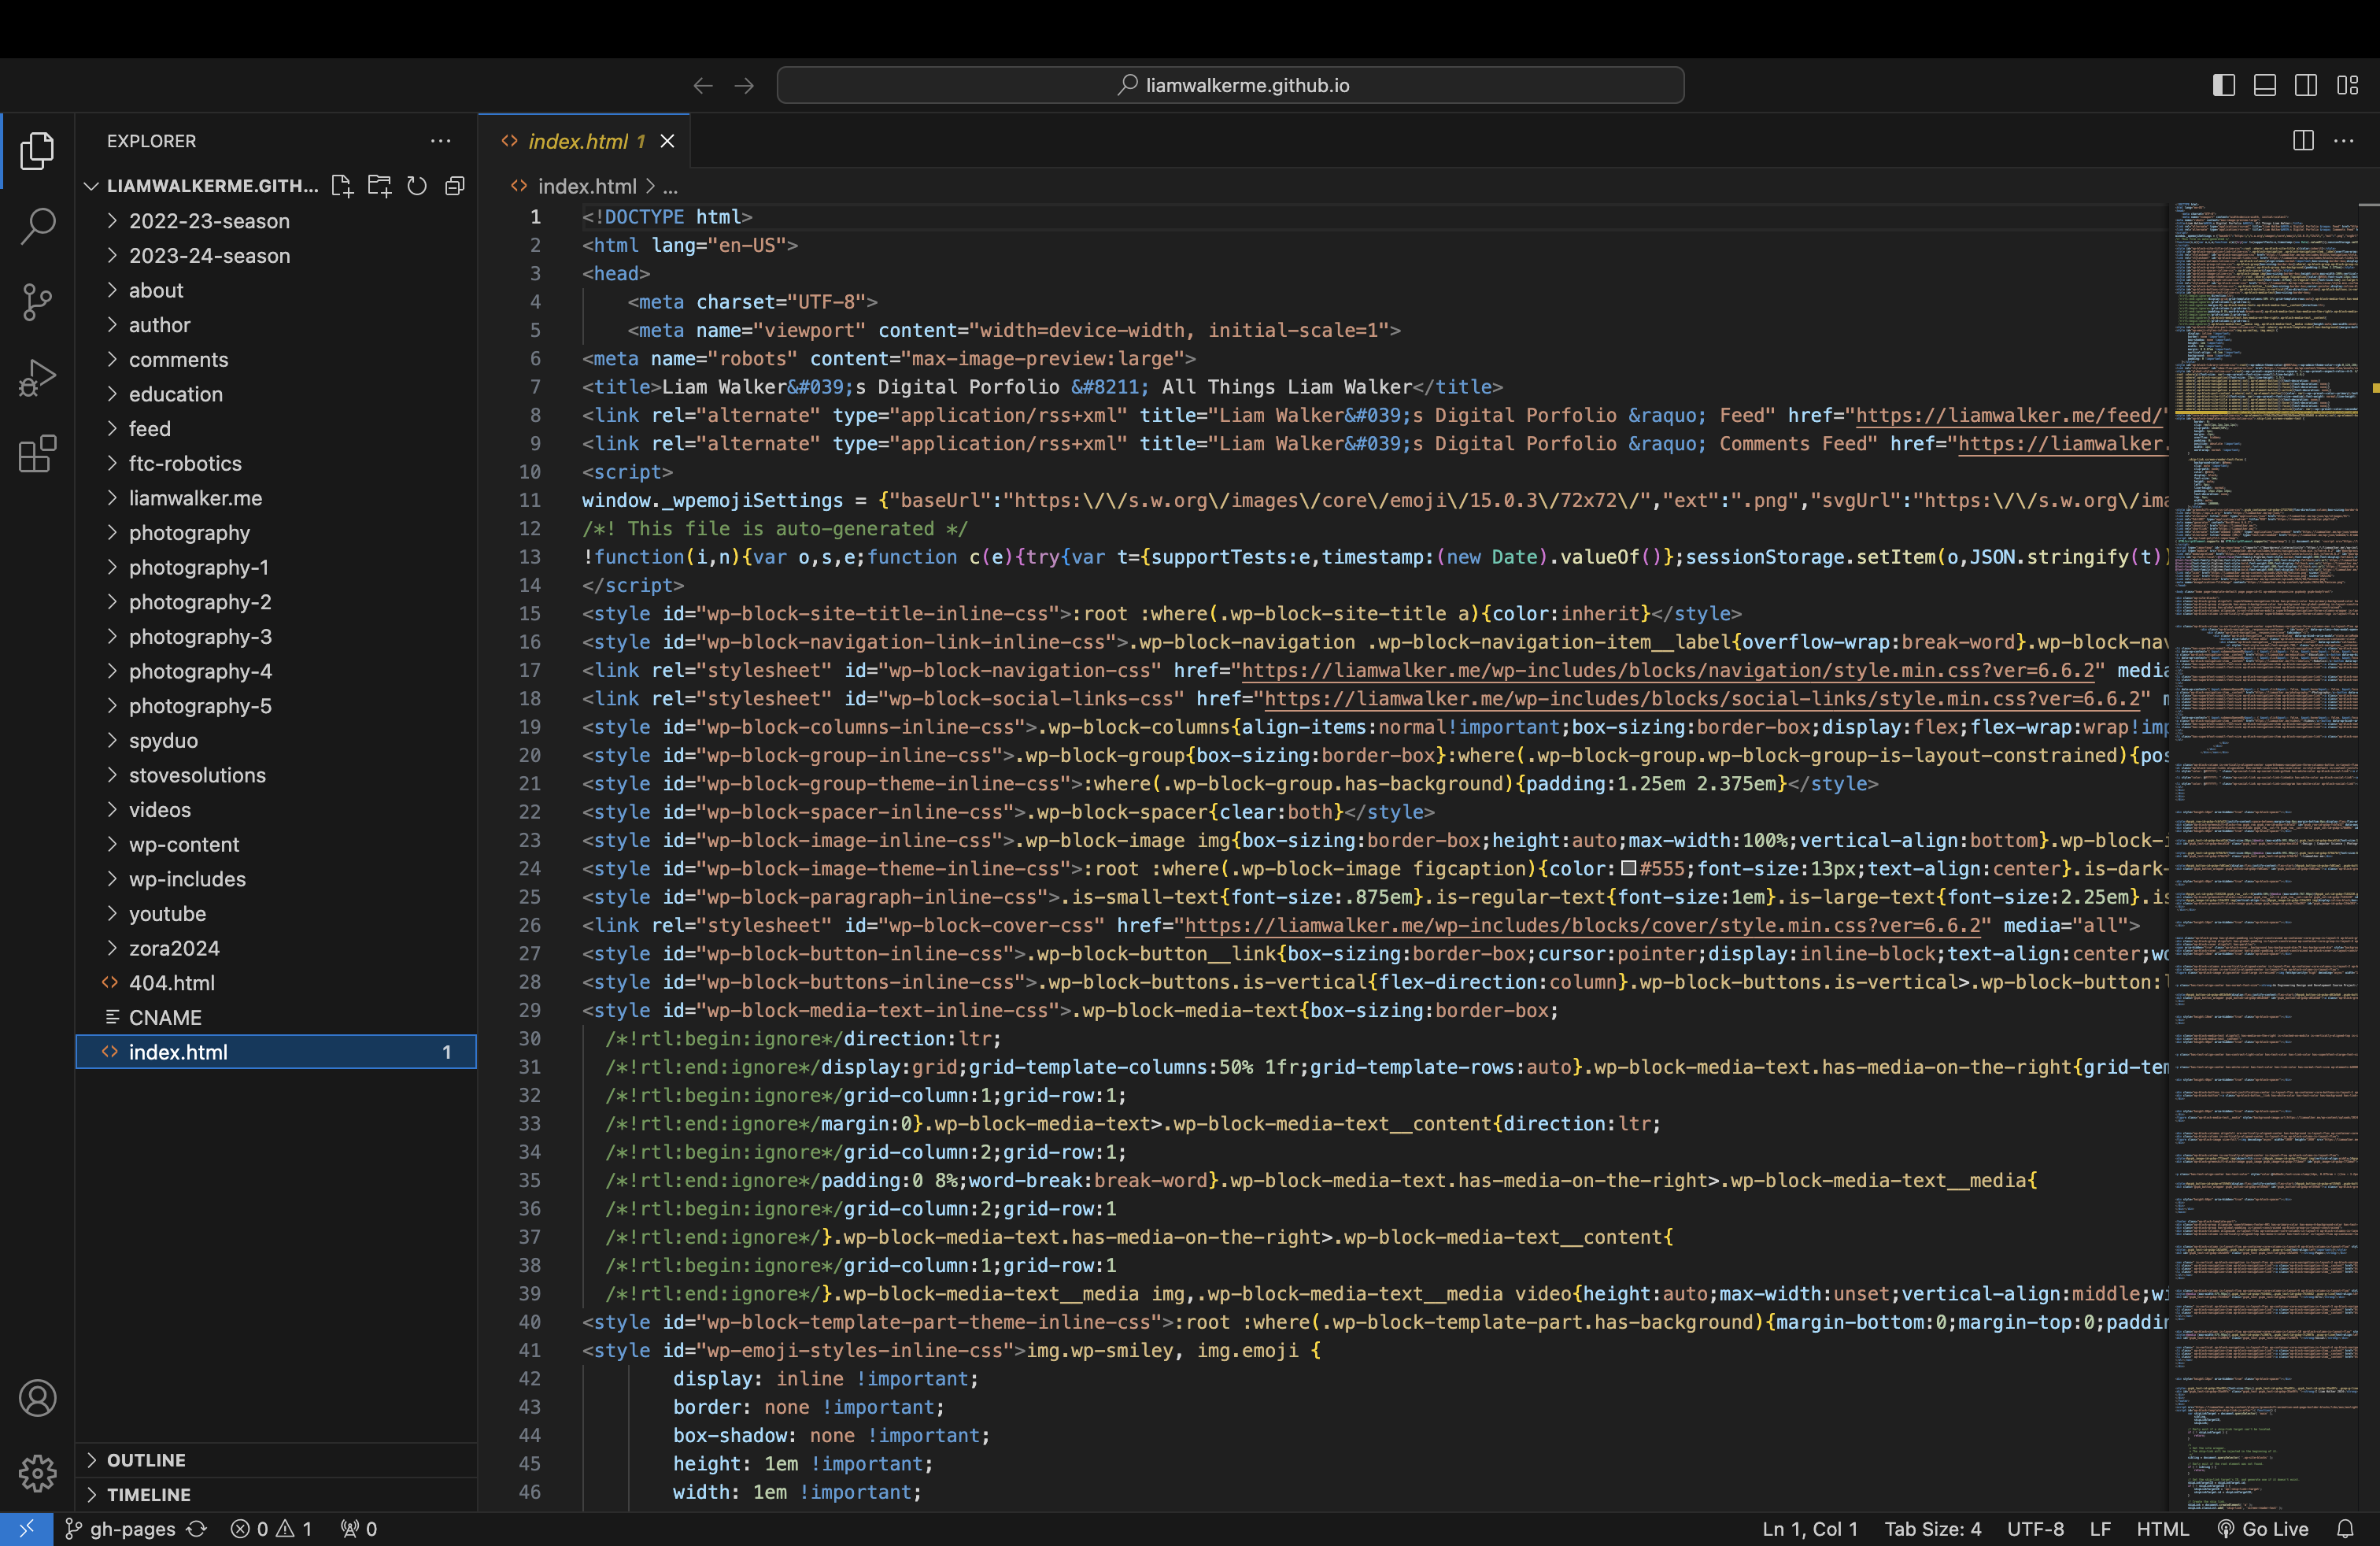 liamwalkerme.github.io
EXPLORER
LIAMWALKERME.GITH...
2022-23-season
2023-24-season
about
author
comments
education
feed
ftc-robotics
liamwalker.me
photography
photography-1
photography-2
photography-3
photography-4
photography-5
spyduo
stovesolutions
videos
wp-content
wp-includes
youtube
zora2024
404.html
CNAME
index.html 1
OUTLINE
TIMELINE
index.html 1
index.html > ...
1 <!DOCTYPE html>
2 <html lang="en-US">
3 <head>
4 <meta charset="UTF-8">
5 <meta name="viewport" content="width=device-width, initial-scale=1">
6 <meta name="robots" content="max-image-preview:large">
7 <title>Liam Walker&#039;s Digital Porfolio &#8211; All Things Liam Walker</title>
8 <link rel="alternate" type="application/rss+xml" title="Liam Walker&#039;s Digital Porfolio &raquo; Feed" href="https://liamwalker.me/feed/"
9 <link rel="alternate" type="application/rss+xml" title="Liam Walker&#039;s Digital Porfolio &raquo; Comments Feed" href="https://liamwalker.
10 <script>
11 window._wpemojiSettings = {"baseUrl":"https:\/\/s.w.org\/images\/core\/emoji\/15.0.3\/72x72\/","ext":".png","svgUrl":"https:\/\/s.w.org\/ima
12 /*! This file is auto-generated */
13 !function(i,n){var o,s,e;function c(e){try{var t={supportTests:e,timestamp:(new Date).valueOf()};sessionStorage.setItem(o,JSON.stringify(t))
14 </script>
15 <style id="wp-block-site-title-inline-css">:root :where(.wp-block-site-title a){color:inherit}</style>
16 <style id="wp-block-navigation-link-inline-css">.wp-block-navigation .wp-block-navigation-item__label{overflow-wrap:break-word}.wp-block-nav
17 <link rel="stylesheet" id="wp-block-navigation-css" href="https://liamwalker.me/wp-includes/blocks/navigation/style.min.css?ver=6.6.2" media
18 <link rel="stylesheet" id="wp-block-social-links-css" href="https://liamwalker.me/wp-includes/blocks/social-links/style.min.css?ver=6.6.2" m
19 <style id="wp-block-columns-inline-css">.wp-block-columns{align-items:normal!important;box-sizing:border-box;display:flex;flex-wrap:wrap!imp
20 <style id="wp-block-group-inline-css">.wp-block-group{box-sizing:border-box}:where(.wp-block-group.wp-block-group-is-layout-constrained){pos
21 <style id="wp-block-group-theme-inline-css">:where(.wp-block-group.has-background){padding:1.25em 2.375em}</style>
22 <style id="wp-block-spacer-inline-css">.wp-block-spacer{clear:both}</style>
23 <style id="wp-block-image-inline-css">.wp-block-image img{box-sizing:border-box;height:auto;max-width:100%;vertical-align:bottom}.wp-block-i
24 <style id="wp-block-image-theme-inline-css">:root :where(.wp-block-image figcaption){color:#555;font-size:13px;text-align:center}.is-dark-
25 <style id="wp-block-paragraph-inline-css">.is-small-text{font-size:.875em}.is-regular-text{font-size:1em}.is-large-text{font-size:2.25em}.is
26 <link rel="stylesheet" id="wp-block-cover-css" href="https://liamwalker.me/wp-includes/blocks/cover/style.min.css?ver=6.6.2" media="all">
27 <style id="wp-block-button-inline-css">.wp-block-button__link{box-sizing:border-box;cursor:pointer;display:inline-block;text-align:center;wo
28 <style id="wp-block-buttons-inline-css">.wp-block-buttons.is-vertical{flex-direction:column}.wp-block-buttons.is-vertical>.wp-block-button:l
29 <style id="wp-block-media-text-inline-css">.wp-block-media-text{box-sizing:border-box;
30 /*!rtl:begin:ignore*/direction:ltr;
31 /*!rtl:end:ignore*/display:grid;grid-template-columns:50% 1fr;grid-template-rows:auto}.wp-block-media-text.has-media-on-the-right{grid-tem
32 /*!rtl:begin:ignore*/grid-column:1;grid-row:1;
33 /*!rtl:end:ignore*/margin:0}.wp-block-media-text>.wp-block-media-text__content{direction:ltr;
34 /*!rtl:begin:ignore*/grid-column:2;grid-row:1;
35 /*!rtl:end:ignore*/padding:0 8%;word-break:break-word}.wp-block-media-text.has-media-on-the-right>.wp-block-media-text__media{
36 /*!rtl:begin:ignore*/grid-column:2;grid-row:1
37 /*!rtl:end:ignore*/}.wp-block-media-text.has-media-on-the-right>.wp-block-media-text__content{
38 /*!rtl:begin:ignore*/grid-column:1;grid-row:1
39 /*!rtl:end:ignore*/}.wp-block-media-text__media img,.wp-block-media-text__media video{height:auto;max-width:unset;vertical-align:middle;wi
40 <style id="wp-block-template-part-theme-inline-css">:root :where(.wp-block-template-part.has-background){margin-bottom:0;margin-top:0;paddin
41 <style id="wp-emoji-styles-inline-css">img.wp-smiley, img.emoji {
42 display: inline !important;
43 border: none !important;
44 box-shadow: none !important;
45 height: 1em !important;
46 width: 1em !important;
gh-pages 0 1 0 Ln 1, Col 1 Tab Size: 4 UTF-8 LF HTML Go Live